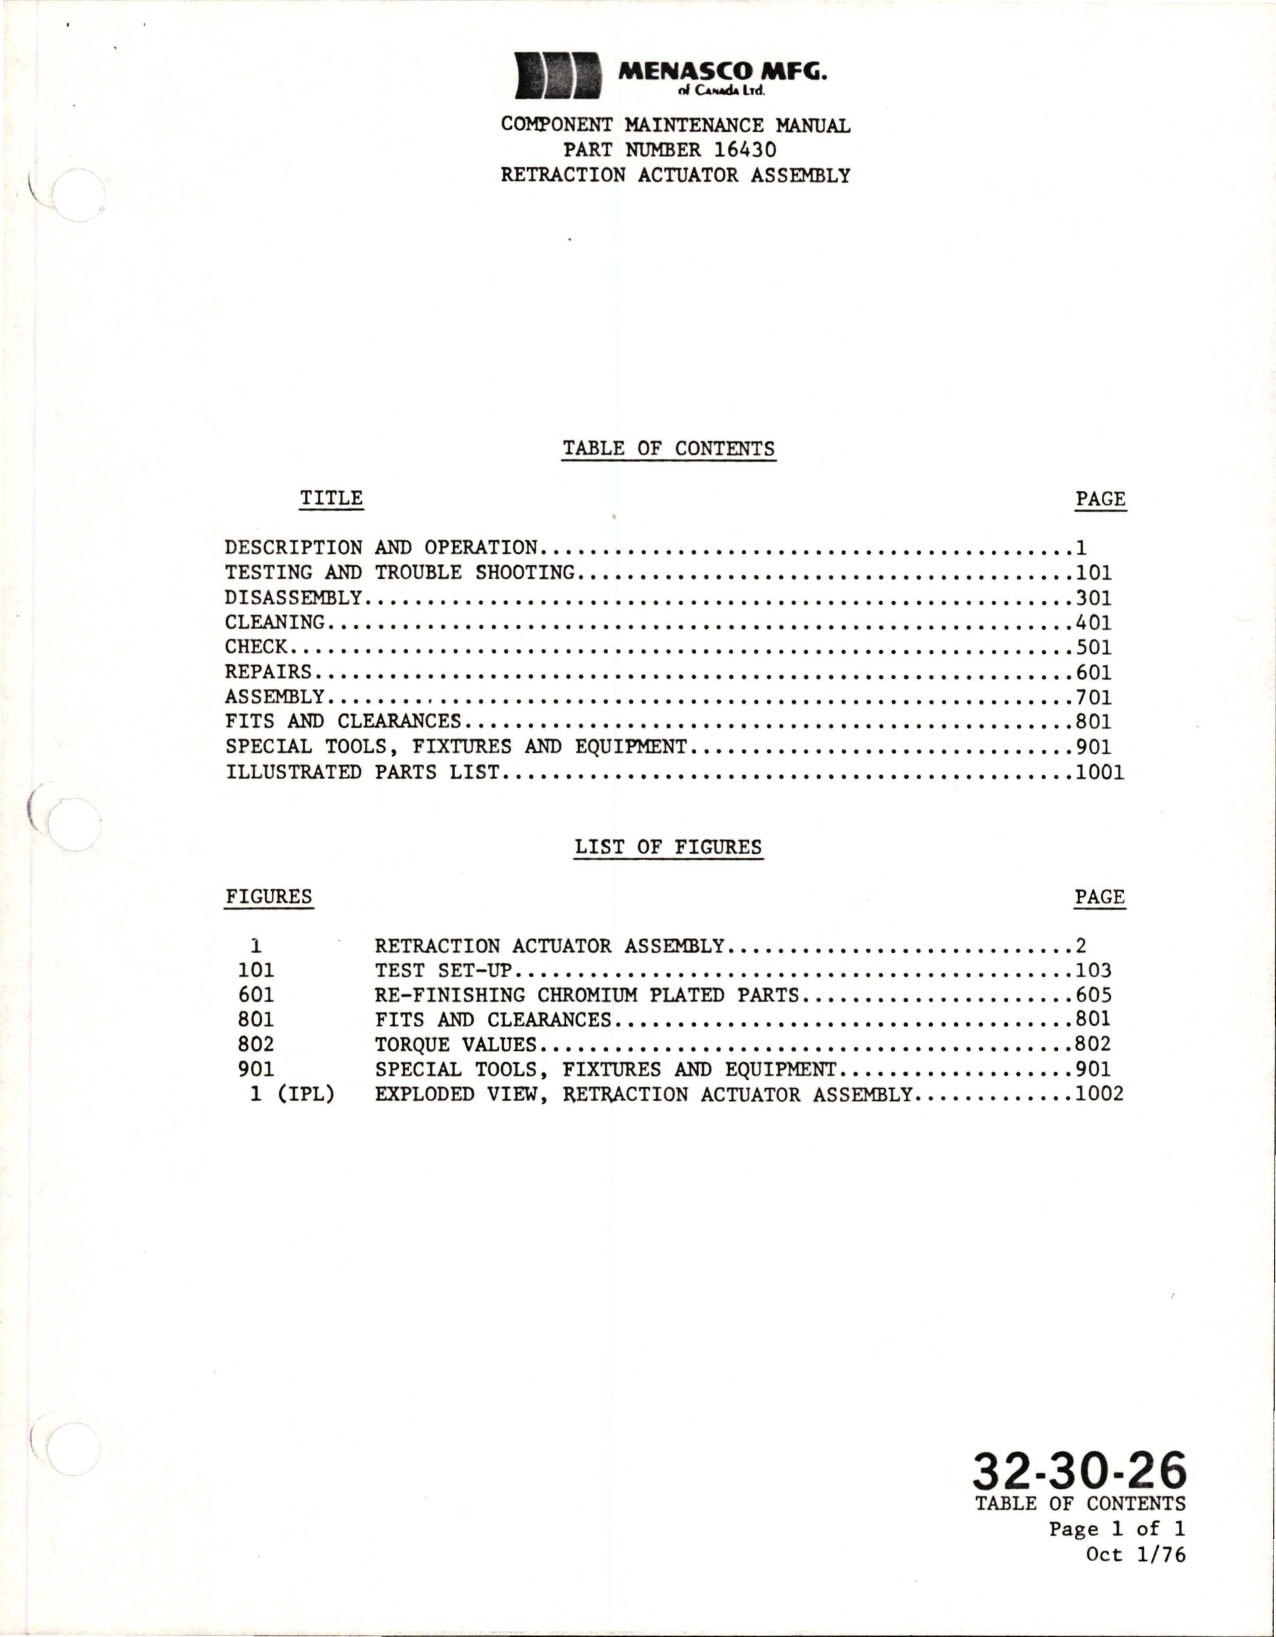 MENASCO MFG.
of Canada Ltd.
COMPONENT MAINTENANCE MANUAL
PART NUMBER 16430
RETRACTION ACTUATOR ASSEMBLY
TABLE OF CONTENTS
TITLE PAGE
DESCRIPTION AND OPERATION...........................................1
TESTING AND TROUBLE SHOOTING........................................101
DISASSEMBLY.........................................................301
CLEANING............................................................401
CHECK...............................................................501
REPAIRS.............................................................601
ASSEMBLY............................................................701
FITS AND CLEARANCES.................................................801
SPECIAL TOOLS, FIXTURES AND EQUIPMENT...............................901
ILLUSTRATED PARTS LIST..............................................1001
LIST OF FIGURES
FIGURES PAGE
1 RETRACTION ACTUATOR ASSEMBLY............................2
101 TEST SET-UP.............................................103
601 RE-FINISHING CHROMIUM PLATED PARTS......................605
801 FITS AND CLEARANCES.....................................801
802 TORQUE VALUES...........................................802
901 SPECIAL TOOLS, FIXTURES AND EQUIPMENT...................901
1 (IPL) EXPLODED VIEW, RETRACTION ACTUATOR ASSEMBLY.............1002
32-30-26
TABLE OF CONTENTS
Page 1 of 1
Oct 1/76